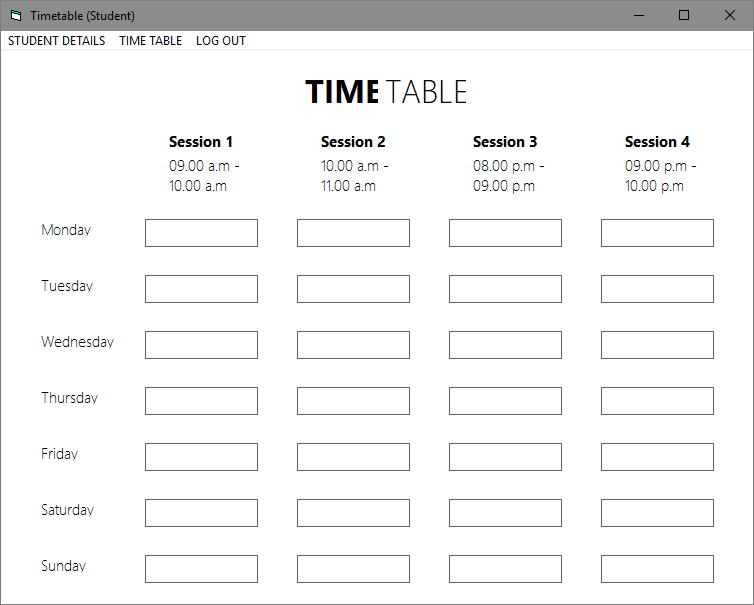 Timetable (Student)
STUDENT DETAILS TIME TABLE LOG OUT
TIME TABLE
Session 1 Session 2 Session 3 Session 4
09.00 a.m - 10.00 a.m - 08.00 p.m - 09.00 p.m -
10.00 a.m 11.00 a.m 09.00 p.m 10.00 p.m
Monday
Tuesday
Wednesday
Thursday
Friday
Saturday
Sunday